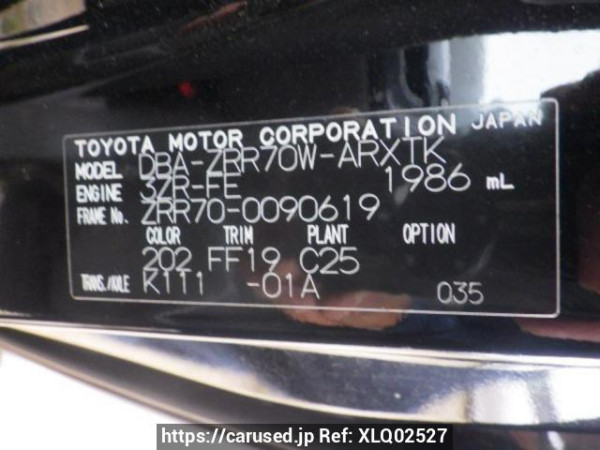 TOYOTA MOTOR CORPORATION JAPAN
MODEL DBA-ZRR70W-ARXTK
ENGINE 3ZR-FE 1986 mL
FRAME No. ZRR70-0090619
COLOR TRIM PLANT OPTION
202 FF19 C25
TRANS./AXLE K111 -01A 035
https://carused.jp Ref: XLQ02527